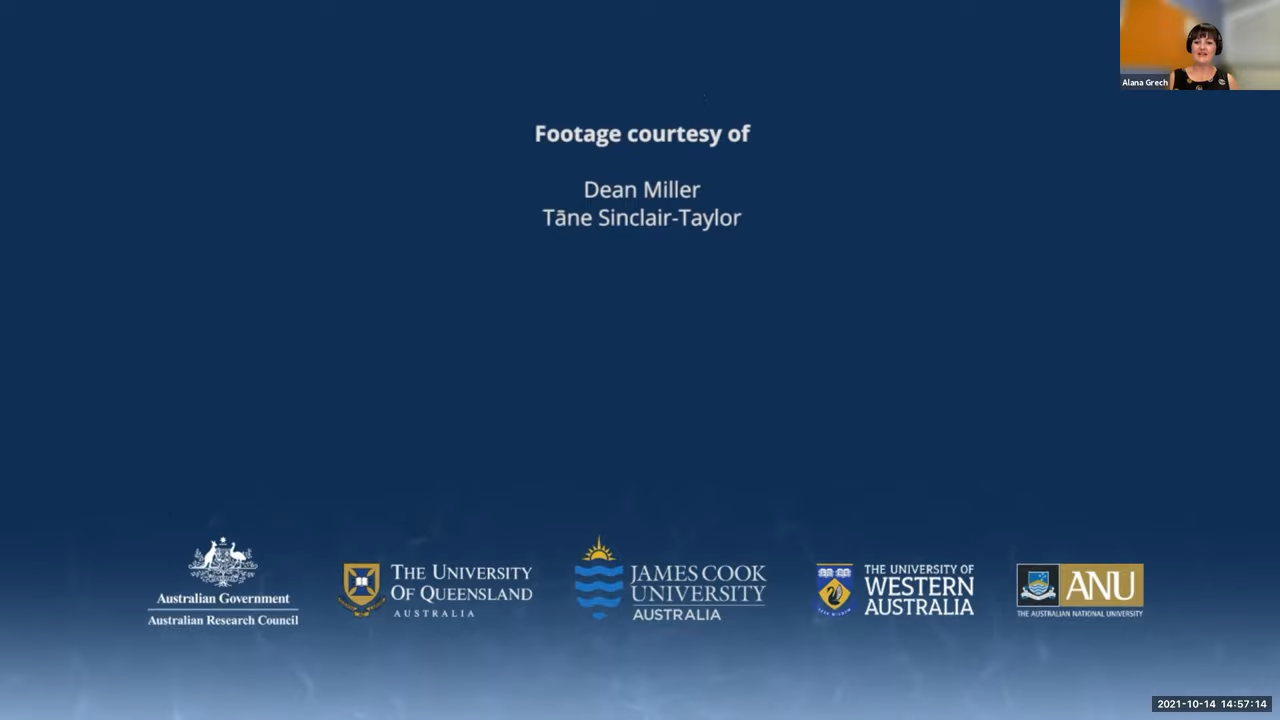 Alana Grech
Footage courtesy of
Dean Miller
Tāne Sinclair-Taylor
Australian Government
Australian Research Council
THE UNIVERSITY
OF QUEENSLAND
AUSTRALIA
JAMES COOK
UNIVERSITY
AUSTRALIA
THE UNIVERSITY OF
WESTERN
AUSTRALIA
ANU
THE AUSTRALIAN NATIONAL UNIVERSITY
2021-10-14 14:57:14